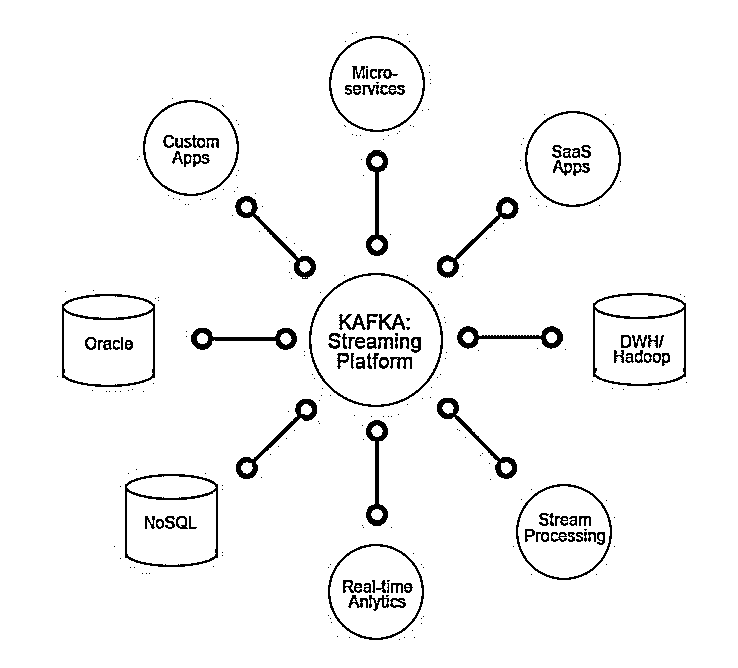 Micro-
services
Custom
Apps
SaaS
Apps
KAFKA:
Streaming
Platform
Oracle
DWH/
Hadoop
NoSQL
Stream
Processing
Real-time
Anlytics